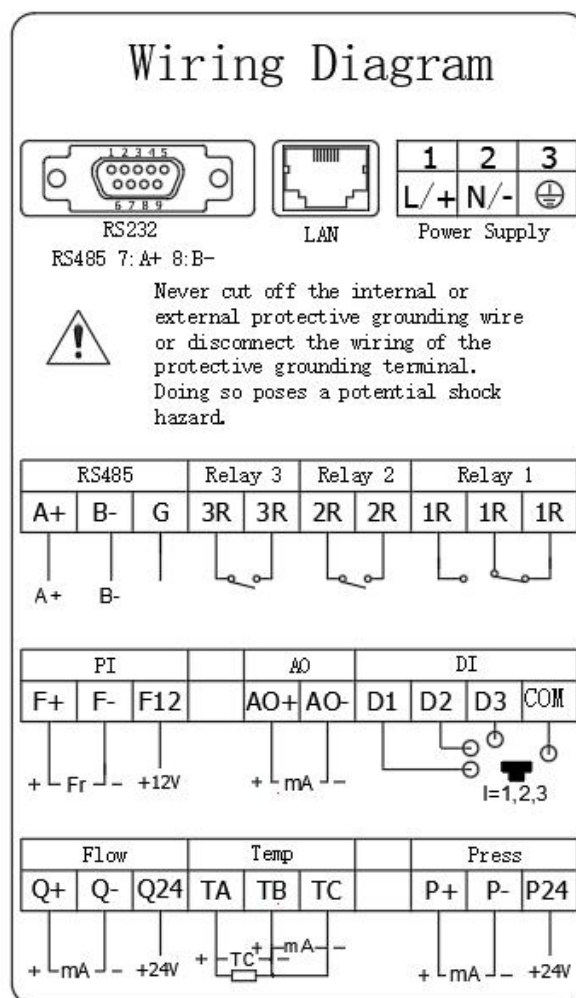 Wiring Diagram
1 2 3 4 5
6 7 8 9
RS232
RS485 7:A+ 8:B-
LAN
1 2 3
L/+ N/-
Power Supply
Never cut off the internal or
external protective grounding wire
or disconnect the wiring of the
protective grounding terminal.
Doing so poses a potential shock
hazard.
RS485 Relay 3 Relay 2 Relay 1
A+ B- G 3R 3R 2R 2R 1R 1R 1R
A+ B-
PI AO DI
F+ F- F12 AO+ AO- D1 D2 D3 COM
+ Fr - +12V + mA - I=1,2,3
Flow Temp Press
Q+ Q- Q24 TA TB TC P+ P- P24
+ mA -
+ mA - +24V + TC - + mA - +24V